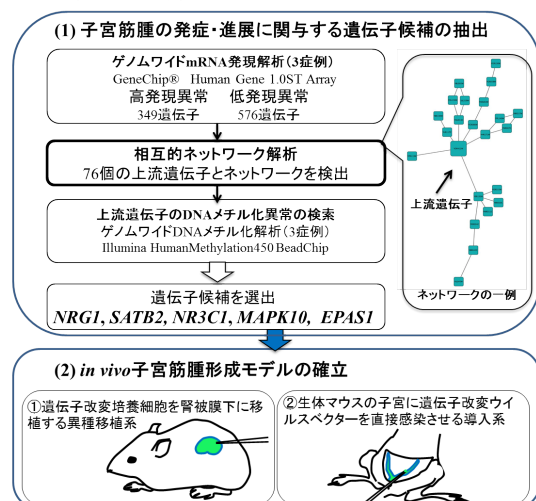 (1) 子宮筋腫の発症・進展に関与する遺伝子候補の抽出
ゲノムワイドmRNA発現解析(3症例)
GeneChip® Human Gene 1.0ST Array
高発現異常 低発現異常
349遺伝子 576遺伝子
相互的ネットワーク解析
76個の上流遺伝子とネットワークを検出
上流遺伝子のDNAメチル化異常の検索
ゲノムワイドDNAメチル化解析(3症例)
Illumina HumanMethylation450 BeadChip
遺伝子候補を選出
NRG1, SATB2, NR3C1, MAPK10, EPAS1
上流遺伝子
ネットワークの一例
(2) in vivo子宮筋腫形成モデルの確立
①遺伝子改変培養細胞を腎被膜下に移
植する異種移植系
②生体マウスの子宮に遺伝子改変ウイ
ルスベクターを直接感染させる導入系